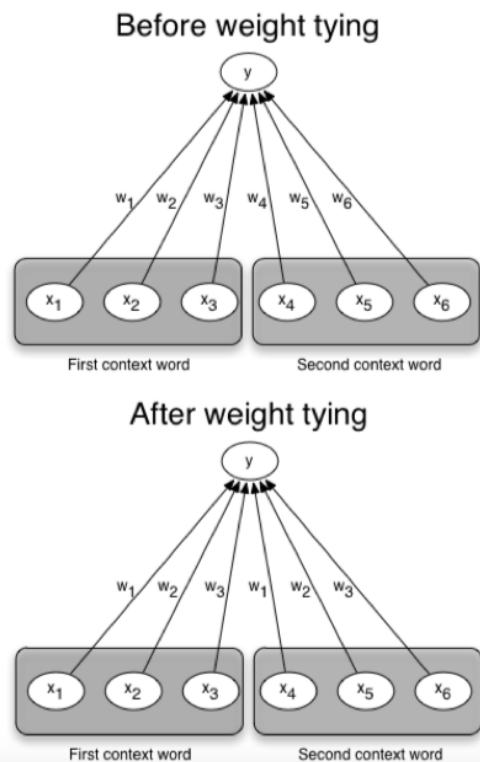 Before weight tying
y
w1 w2 w3 w4 w5 w6
x1 x2 x3 x4 x5 x6
First context word Second context word
After weight tying
y
w1 w2 w3 w1 w2 w3
x1 x2 x3 x4 x5 x6
First context word Second context word